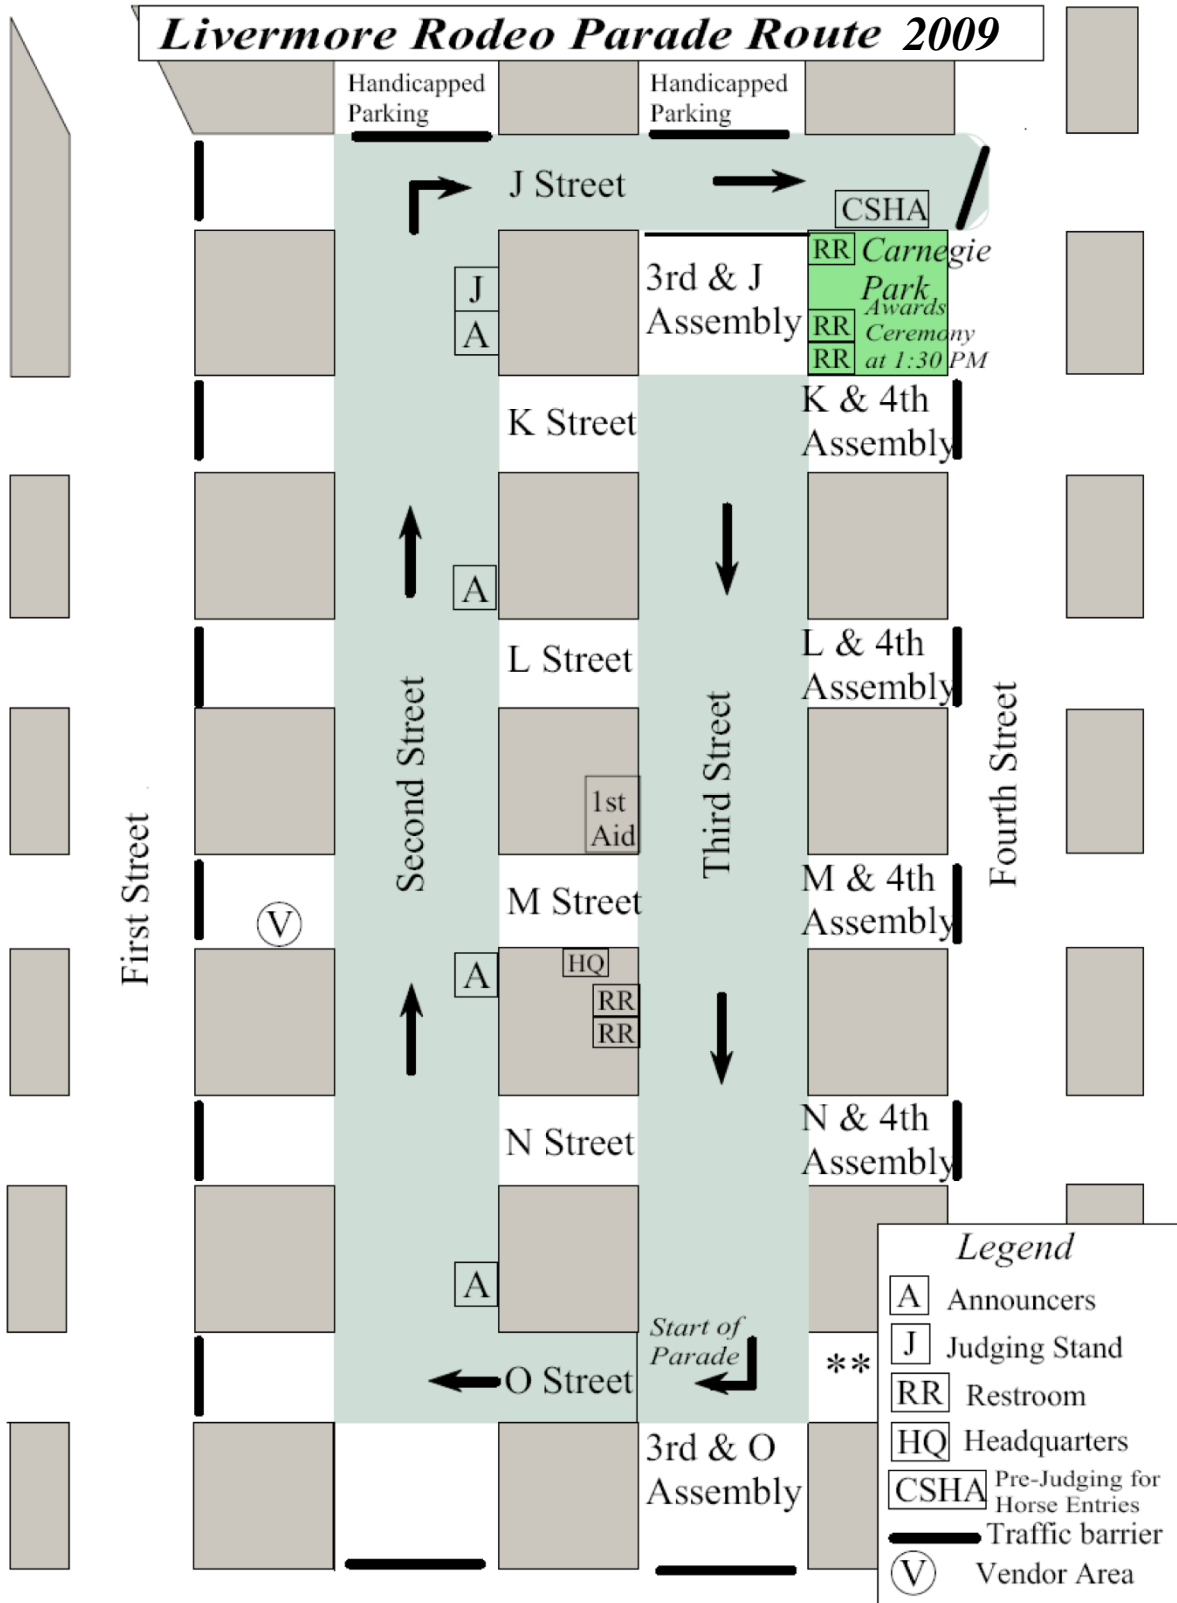 Livermore Rodeo Parade Route 2009
Handicapped
Parking
Handicapped
Parking
J Street
CSHA
RR
Carnegie
Park
Awards
RR
Ceremony
RR
at 1:30 PM
J
A
3rd & J
Assembly
K Street
K & 4th
Assembly
A
L Street
L & 4th
Assembly
Second Street
Third Street
Fourth Street
First Street
1st
Aid
M Street
M & 4th
Assembly
V
A
HQ
RR
RR
N Street
N & 4th
Assembly
A
Start of
Parade
O Street
**
3rd & O
Assembly
Legend
A Announcers
J Judging Stand
RR Restroom
HQ Headquarters
CSHA Pre-Judging for
Horse Entries
Traffic barrier
V Vendor Area